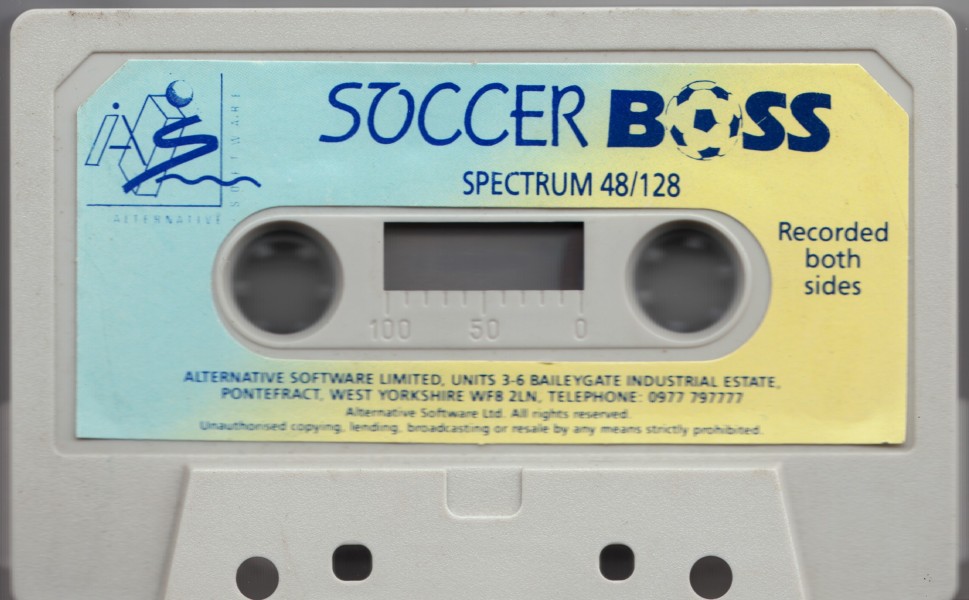 SOCCER BOSS
SPECTRUM 48/128
ALTERNATIVE
SOFTWARE
Recorded
both
sides
100 50 0
ALTERNATIVE SOFTWARE LIMITED, UNITS 3-6 BAILEYGATE INDUSTRIAL ESTATE,
PONTEFRACT, WEST YORKSHIRE WF8 2LN, TELEPHONE: 0977 797777
Alternative Software Ltd. All rights reserved.
Unauthorised copying, lending, broadcasting or resale by any means strictly prohibited.